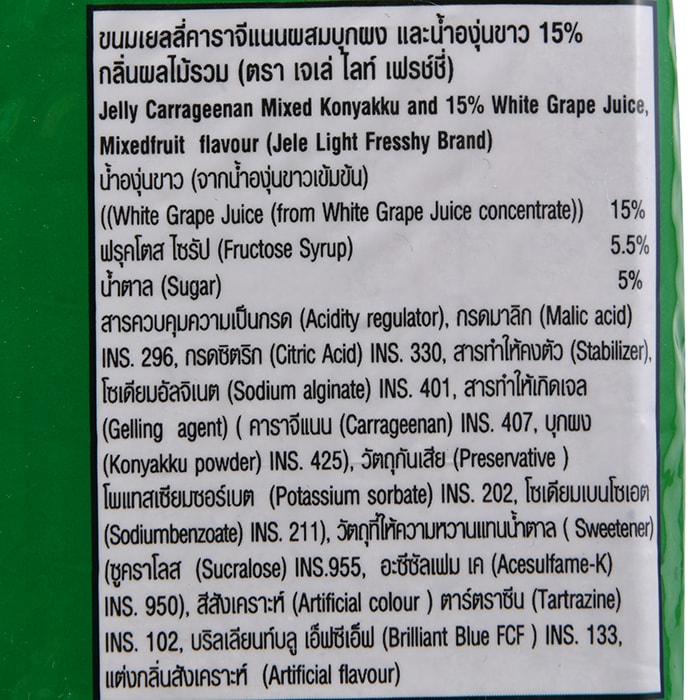 ขนมเยลลี่คาราจีแนนผสมบุกผง และน้ำองุ่นขาว 15%
กลิ่นผลไม้รวม (ตรา เจเล่ ไลท์ เฟรช์ชี่)
Jelly Carrageenan Mixed Konyakku and 15% White Grape Juice,
Mixedfruit flavour (Jele Light Fresshy Brand)
น้ำองุ่นขาว (จากน้ำองุ่นขาวเข้มข้น)
((White Grape Juice (from White Grape Juice concentrate)) 15%
ฟรุคโตส ไซรัป (Fructose Syrup) 5.5%
น้ำตาล (Sugar) 5%
สารควบคุมความเป็นกรด (Acidity regulator), กรดมาลิก (Malic acid)
INS. 296, กรดซิตริก (Citric Acid) INS. 330, สารทำให้คงตัว (Stabilizer),
โซเดียมอัลจิเนต (Sodium alginate) INS. 401, สารทำให้เกิดเจล
(Gelling agent) ( คาราจีแนน (Carrageenan) INS. 407, บุกผง
(Konyakku powder) INS. 425), วัตถุกันเสีย (Preservative )
โพแทสเซียมซอร์เบต (Potassium sorbate) INS. 202, โซเดียมเบนโซเอต
(Sodiumbenzoate) INS. 211), วัตถุที่ให้ความหวานแทนน้ำตาล ( Sweetener)
(ซูคราโลส (Sucralose) INS.955, อะซีซัลเฟม เค (Acesulfame-K)
INS. 950), สีสังเคราะห์ (Artificial colour ) ตาร์ตราซีน (Tartrazine)
INS. 102, บริลเลียนท์บลู เอ็ฟซีเอ็ฟ (Brilliant Blue FCF ) INS. 133,
แต่งกลิ่นสังเคราะห์ (Artificial flavour)